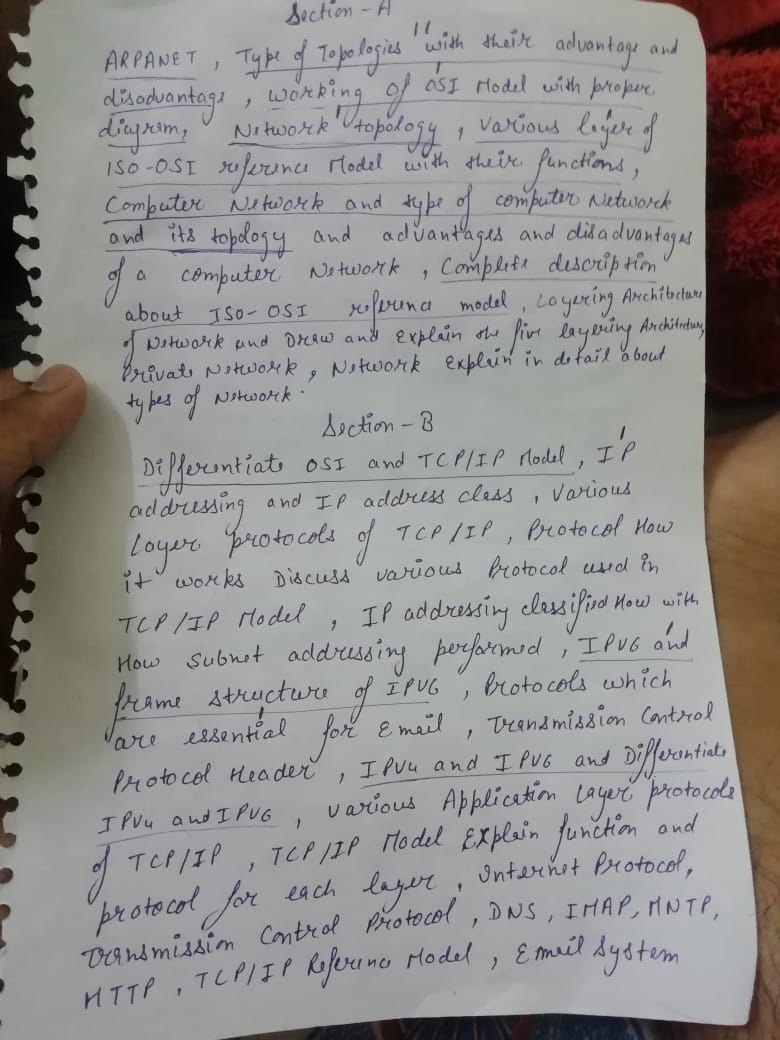 Section - A
ARPANET, Type of Topologies " with their advantage and
disadvantage, working of OSI Model with proper
diagrem, Network topology, various layer of
ISO-OSI reference Model with their functions,
Computer Network and type of computer Network
and its topology and advantages and disadvantages
of a computer Network, Complete description
about ISO-OSI reference model, Layering Architecture
of Network and Draw and Explain the five layering Architecture,
Private Network, Network Explain in detail about
types of Network.
Section - B
Differentiate OSI and TCP/IP Model, IP
addressing and IP address class, Various
Layer protocols of TCP/IP, Protocol How
it works Discuss various Protocol used in
TCP/IP Model, IP addressing classified How with
How Subnet addressing performed, IPV6 and
frame structure of IPV6, Protocols which
are essential for Email, Transmission Control
Protocol Header, IPV4 and IPV6 and Differentiate
IPV4 and IPV6, various Application Layer protocols
of TCP/IP, TCP/IP Model Explain function and
protocol for each layer, Internet Protocol,
Transmission Control Protocol, DNS, IMAP, MNTP,
HTTP, TCP/IP Reference Model, Email System